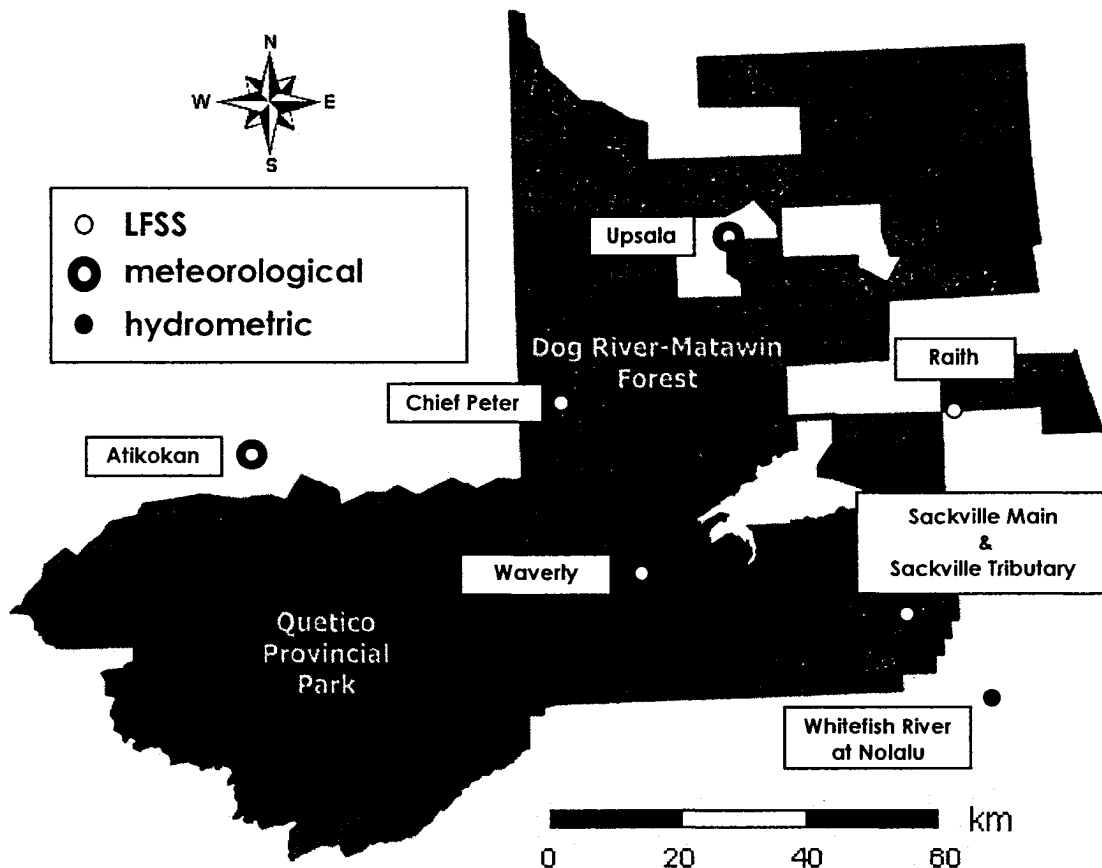 N
W E
S
LFSS
meteorological
hydrometric
Upsala
Dog River-Matawin
Forest
Raith
Chief Peter
Atikokan
Sackville Main
&
Sackville Tributary
Waverly
Quetico
Provincial
Park
Whitefish River
at Nolalu
km
0 20 40 60